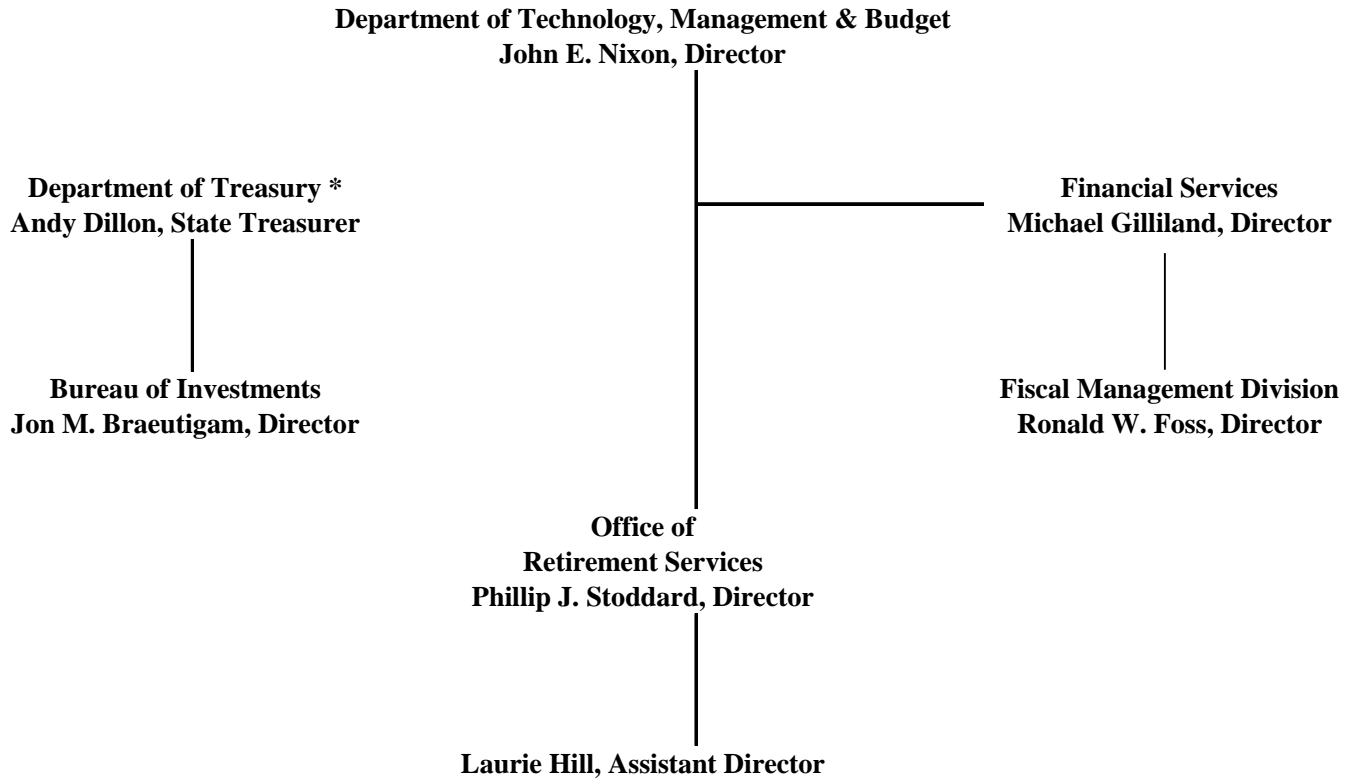 Department of Technology, Management & Budget
John E. Nixon, Director
Department of Treasury *
Andy Dillon, State Treasurer
Financial Services
Michael Gilliland, Director
Bureau of Investments
Jon M. Braeutigam, Director
Fiscal Management Division
Ronald W. Foss, Director
Office of
Retirement Services
Phillip J. Stoddard, Director
Laurie Hill, Assistant Director